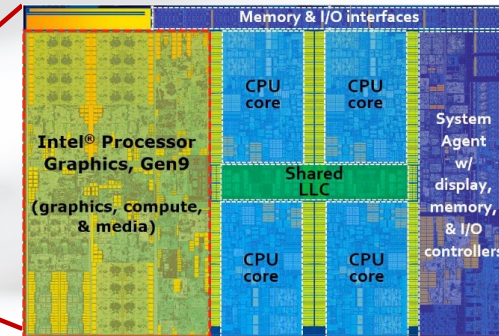 Memory & I/O interfaces
Intel® Processor
Graphics, Gen9
(graphics, compute,
& media)
CPU
core
CPU
core
Shared
LLC
CPU
core
CPU
core
System
Agent
w/
display,
memory,
& I/O
controllers